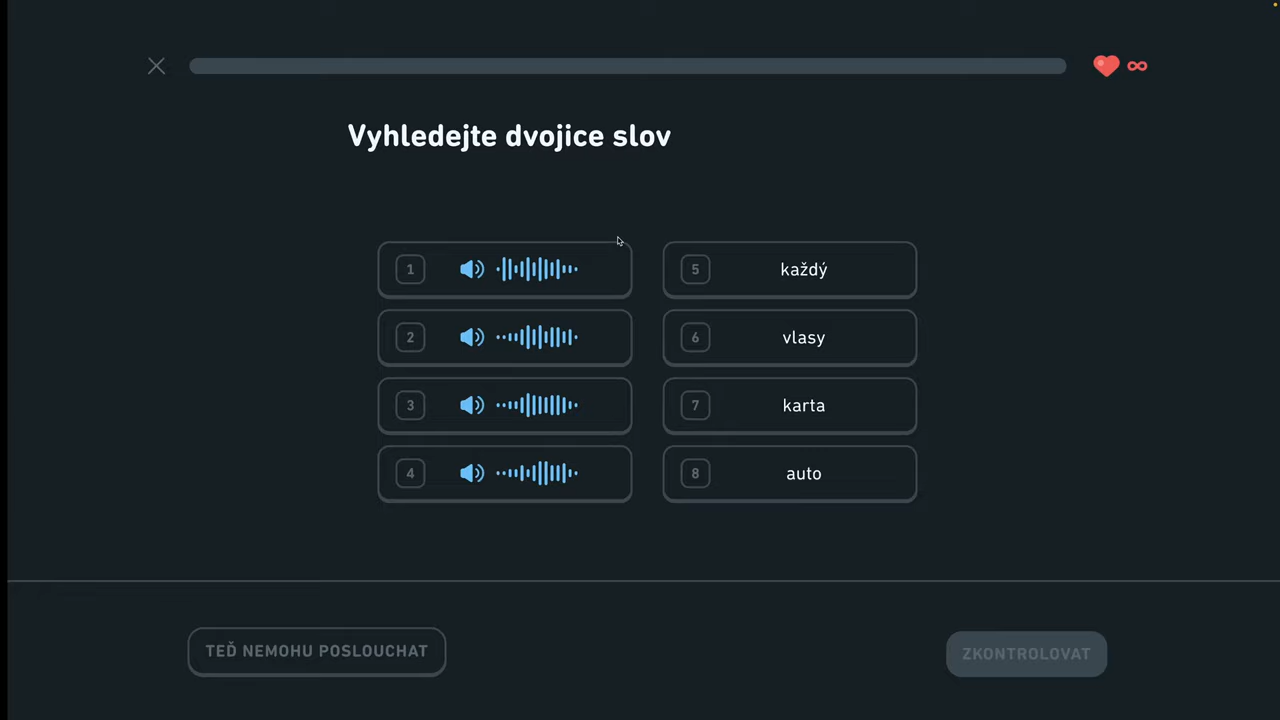 Vyhledejte dvojice slov
1
5 každý
2
6 vlasy
3
7 karta
4
8 auto
TEĎ NEMOHU POSLOUCHAT
ZKONTROLOVAT